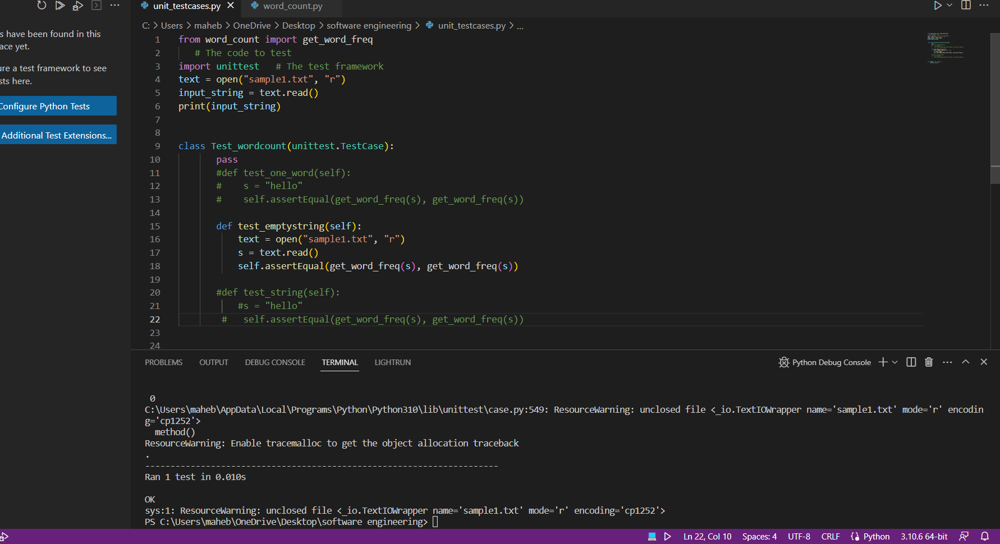 unit_testcases.py
word_count.py
s have been found in this
ace yet.
ure a test framework to see
sts here.
Configure Python Tests
Additional Test Extensions...
C: > Users > maheb > OneDrive > Desktop > software engineering > unit_testcases.py > ...
1 from word_count import get_word_freq
2 # The code to test
3 import unittest # The test framework
4 text = open("sample1.txt", "r")
5 input_string = text.read()
6 print(input_string)
7
8
9 class Test_wordcount(unittest.TestCase):
10 pass
11 #def test_one_word(self):
12 # s = "hello"
13 # self.assertEqual(get_word_freq(s), get_word_freq(s))
14
15 def test_emptystring(self):
16 text = open("sample1.txt", "r")
17 s = text.read()
18 self.assertEqual(get_word_freq(s), get_word_freq(s))
19
20 #def test_string(self):
21 #s = "hello"
22 # self.assertEqual(get_word_freq(s), get_word_freq(s))
23
24
PROBLEMS OUTPUT DEBUG CONSOLE TERMINAL LIGHTRUN Python Debug Console
0
C:\Users\maheb\AppData\Local\Programs\Python\Python310\lib\unittest\case.py:549: ResourceWarning: unclosed file <_io.TextIOWrapper name='sample1.txt' mode='r' encodin
g='cp1252'>
method()
ResourceWarning: Enable tracemalloc to get the object allocation traceback
.
----------------------------------------------------------------------
Ran 1 test in 0.010s
OK
sys:1: ResourceWarning: unclosed file <_io.TextIOWrapper name='sample1.txt' mode='r' encoding='cp1252'>
PS C:\Users\maheb\OneDrive\Desktop\software engineering>
Ln 22, Col 10 Spaces: 4 UTF-8 CRLF Python 3.10.6 64-bit